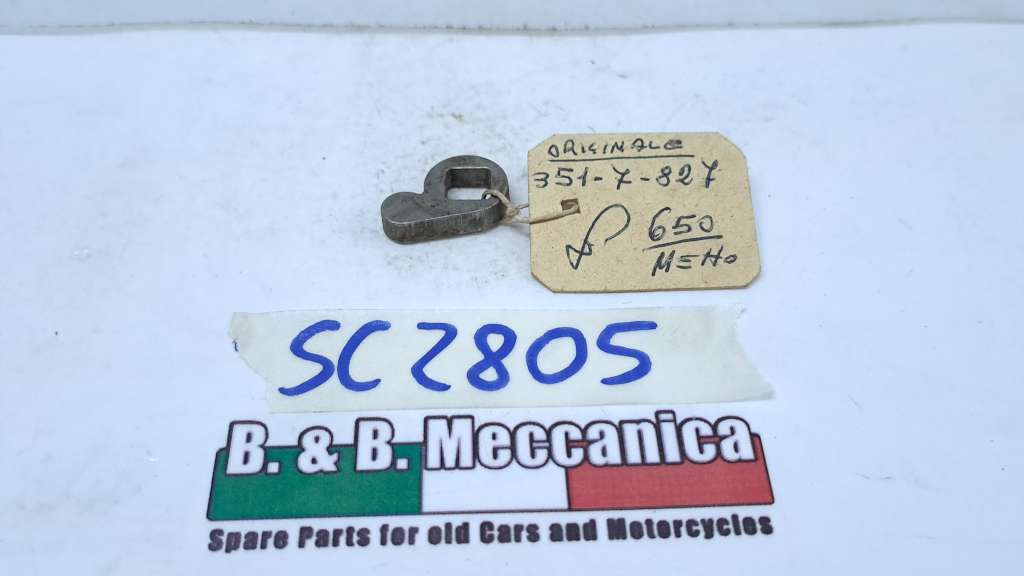 ORIGINALE
351-7-827
650
MEHO
SC2805
B. & B. Meccanica
Spare Parts for old Cars and Motorcycles